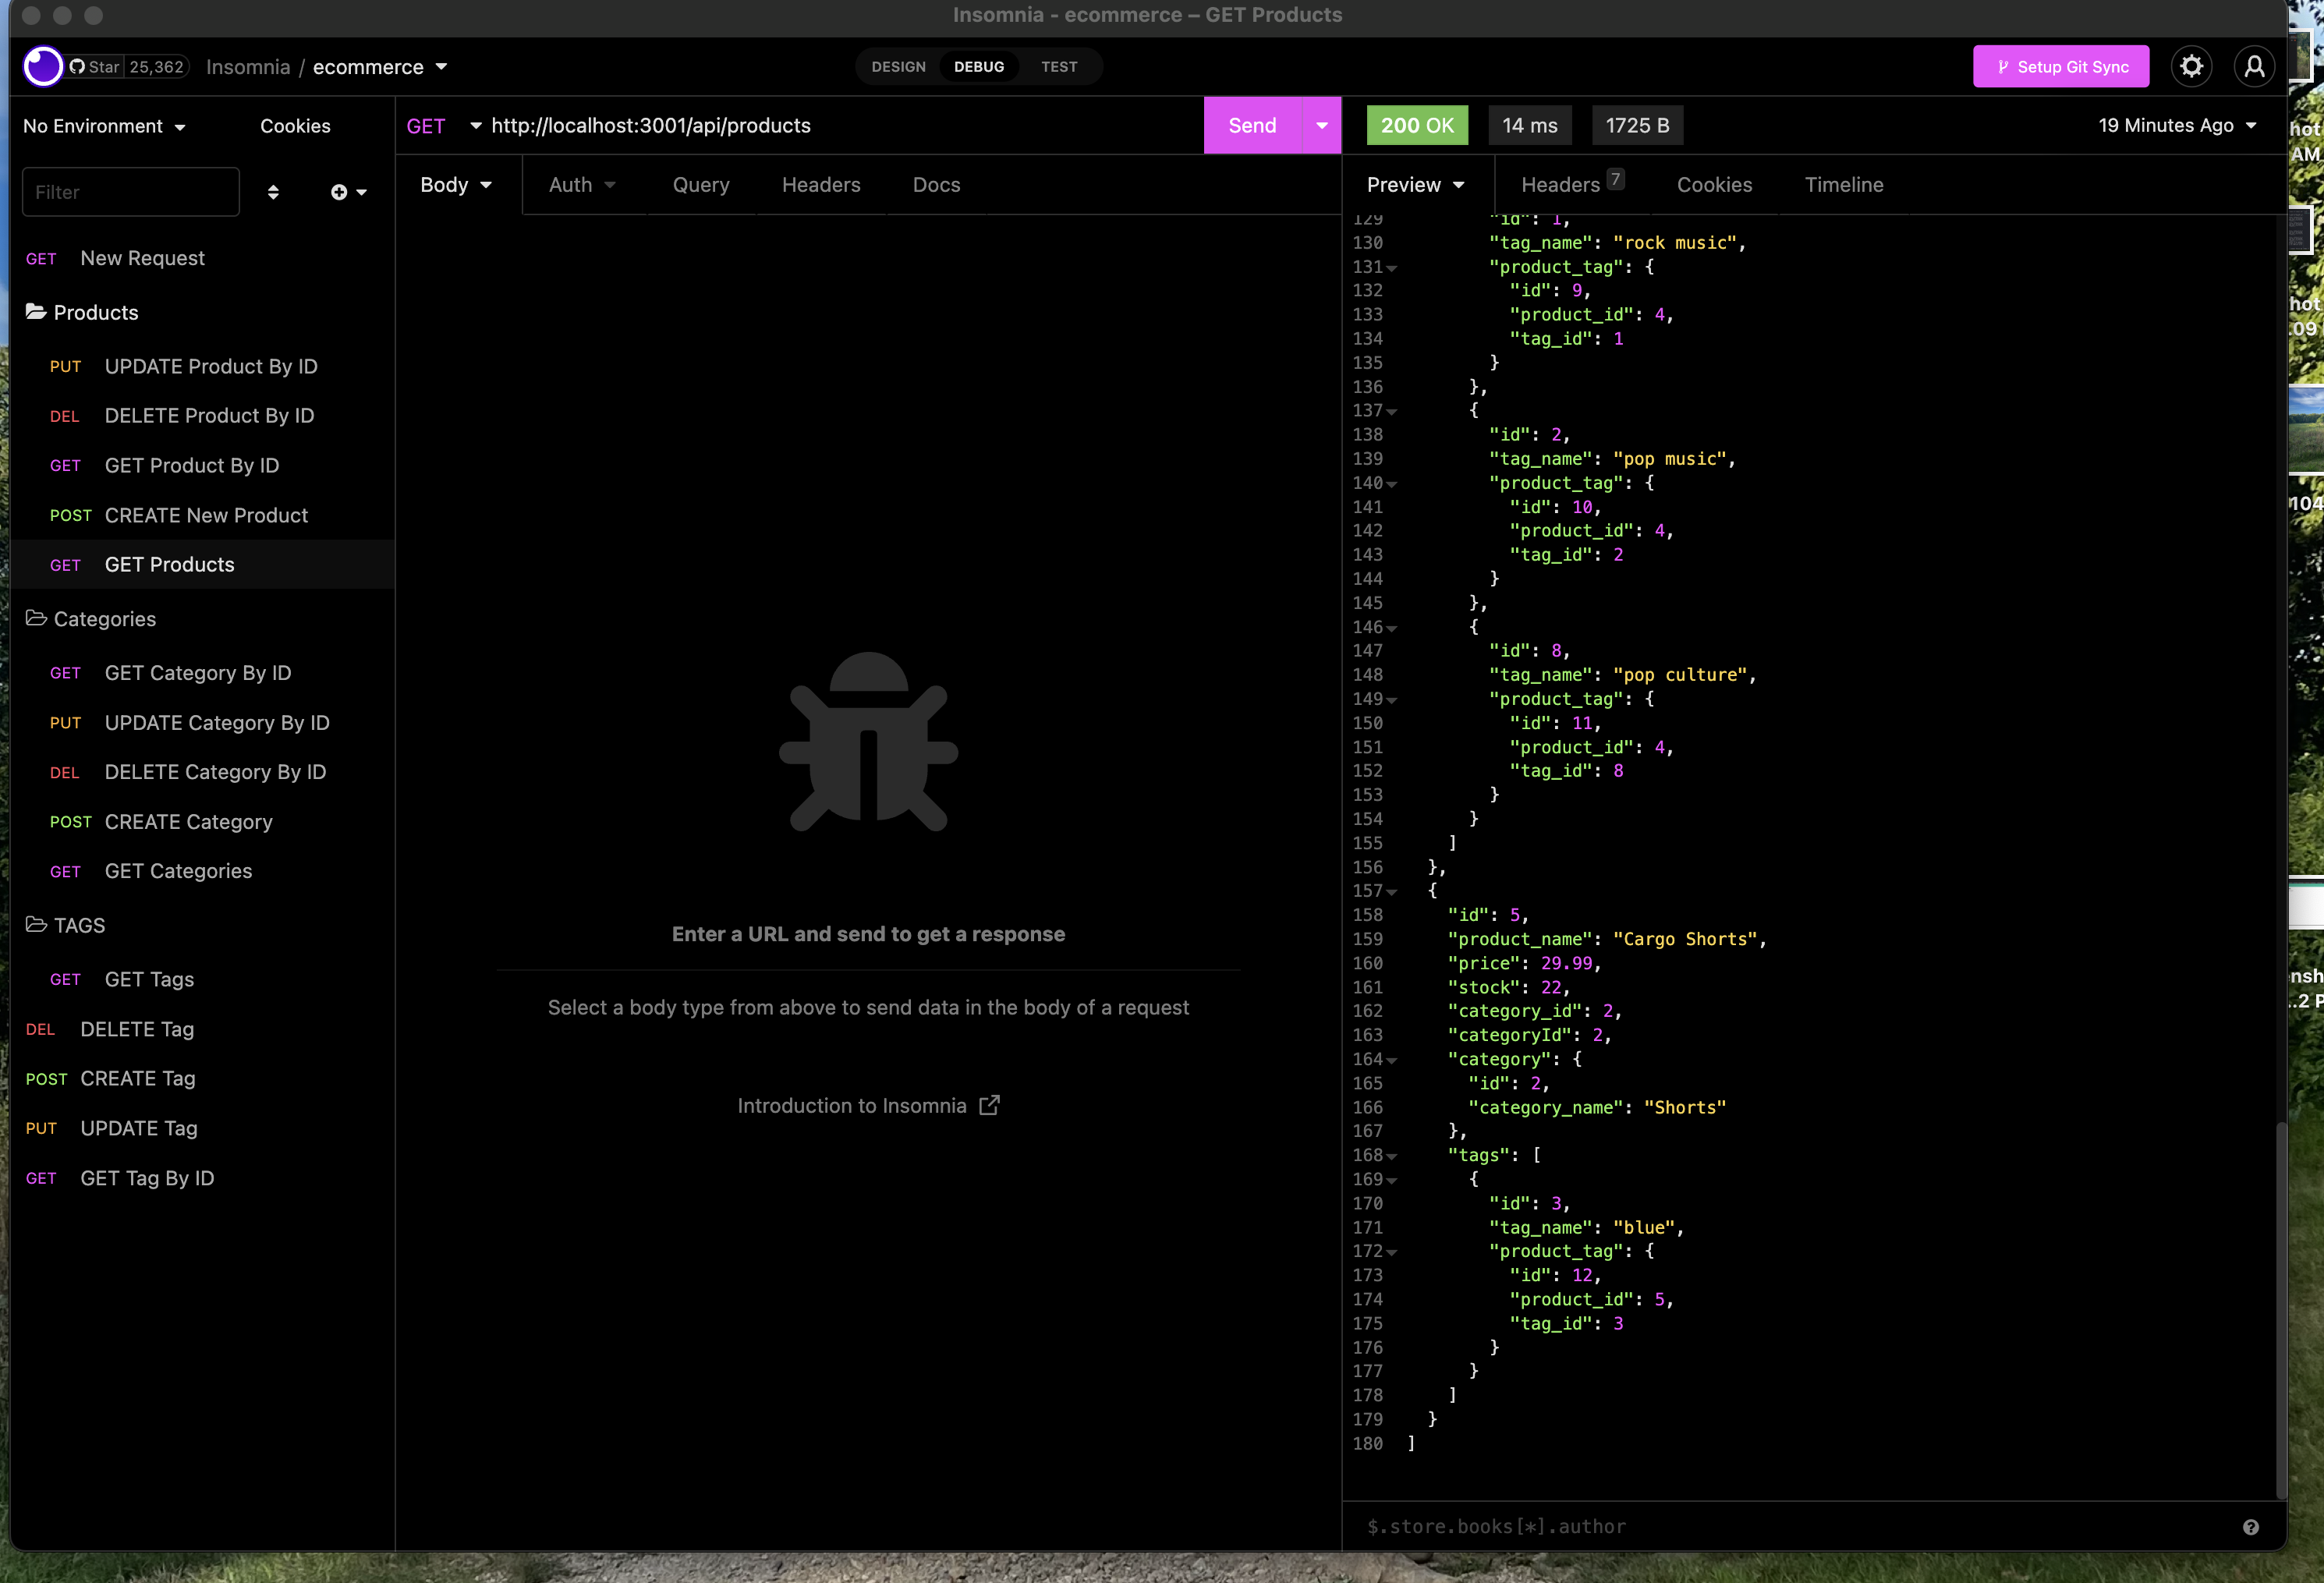 Insomnia - ecommerce – GET Products
Star 25,362 Insomnia / ecommerce
DESIGN DEBUG TEST
Setup Git Sync
No Environment Cookies
Filter
GET New Request
Products
PUT UPDATE Product By ID
DEL DELETE Product By ID
GET GET Product By ID
POST CREATE New Product
GET GET Products
Categories
GET GET Category By ID
PUT UPDATE Category By ID
DEL DELETE Category By ID
POST CREATE Category
GET GET Categories
TAGS
GET GET Tags
DEL DELETE Tag
POST CREATE Tag
PUT UPDATE Tag
GET GET Tag By ID
GET http://localhost:3001/api/products Send
Body Auth Query Headers Docs
Enter a URL and send to get a response
Select a body type from above to send data in the body of a request
Introduction to Insomnia
200 OK 14 ms 1725 B 19 Minutes Ago
Preview Headers 7 Cookies Timeline
129 "id": 1,
130 "tag_name": "rock music",
131 "product_tag": {
132 "id": 9,
133 "product_id": 4,
134 "tag_id": 1
135 }
136 },
137 {
138 "id": 2,
139 "tag_name": "pop music",
140 "product_tag": {
141 "id": 10,
142 "product_id": 4,
143 "tag_id": 2
144 }
145 },
146 {
147 "id": 8,
148 "tag_name": "pop culture",
149 "product_tag": {
150 "id": 11,
151 "product_id": 4,
152 "tag_id": 8
153 }
154 }
155 ]
156 },
157 {
158 "id": 5,
159 "product_name": "Cargo Shorts",
160 "price": 29.99,
161 "stock": 22,
162 "category_id": 2,
163 "categoryId": 2,
164 "category": {
165 "id": 2,
166 "category_name": "Shorts"
167 },
168 "tags": [
169 {
170 "id": 3,
171 "tag_name": "blue",
172 "product_tag": {
173 "id": 12,
174 "product_id": 5,
175 "tag_id": 3
176 }
177 }
178 ]
179 }
180 ]
$.store.books[*].author
hot
AM
hot
.09
104
nsh
..2 P